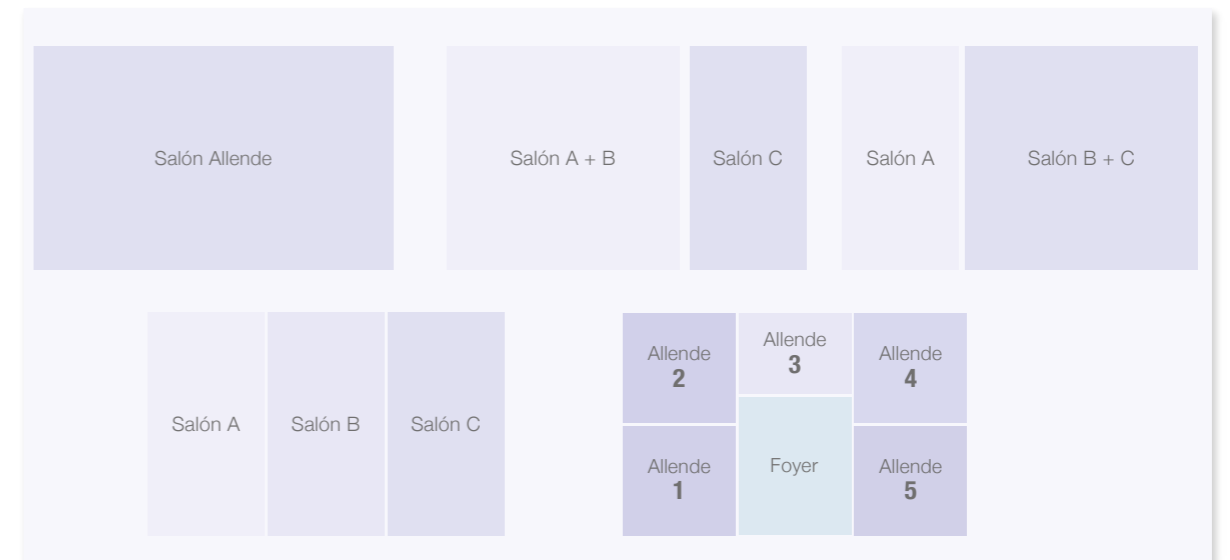 Salón Allende
Salón A + B
Salón C
Salón A
Salón B + C
Salón A
Salón B
Salón C
Allende
2
Allende
3
Allende
4
Allende
1
Foyer
Allende
5